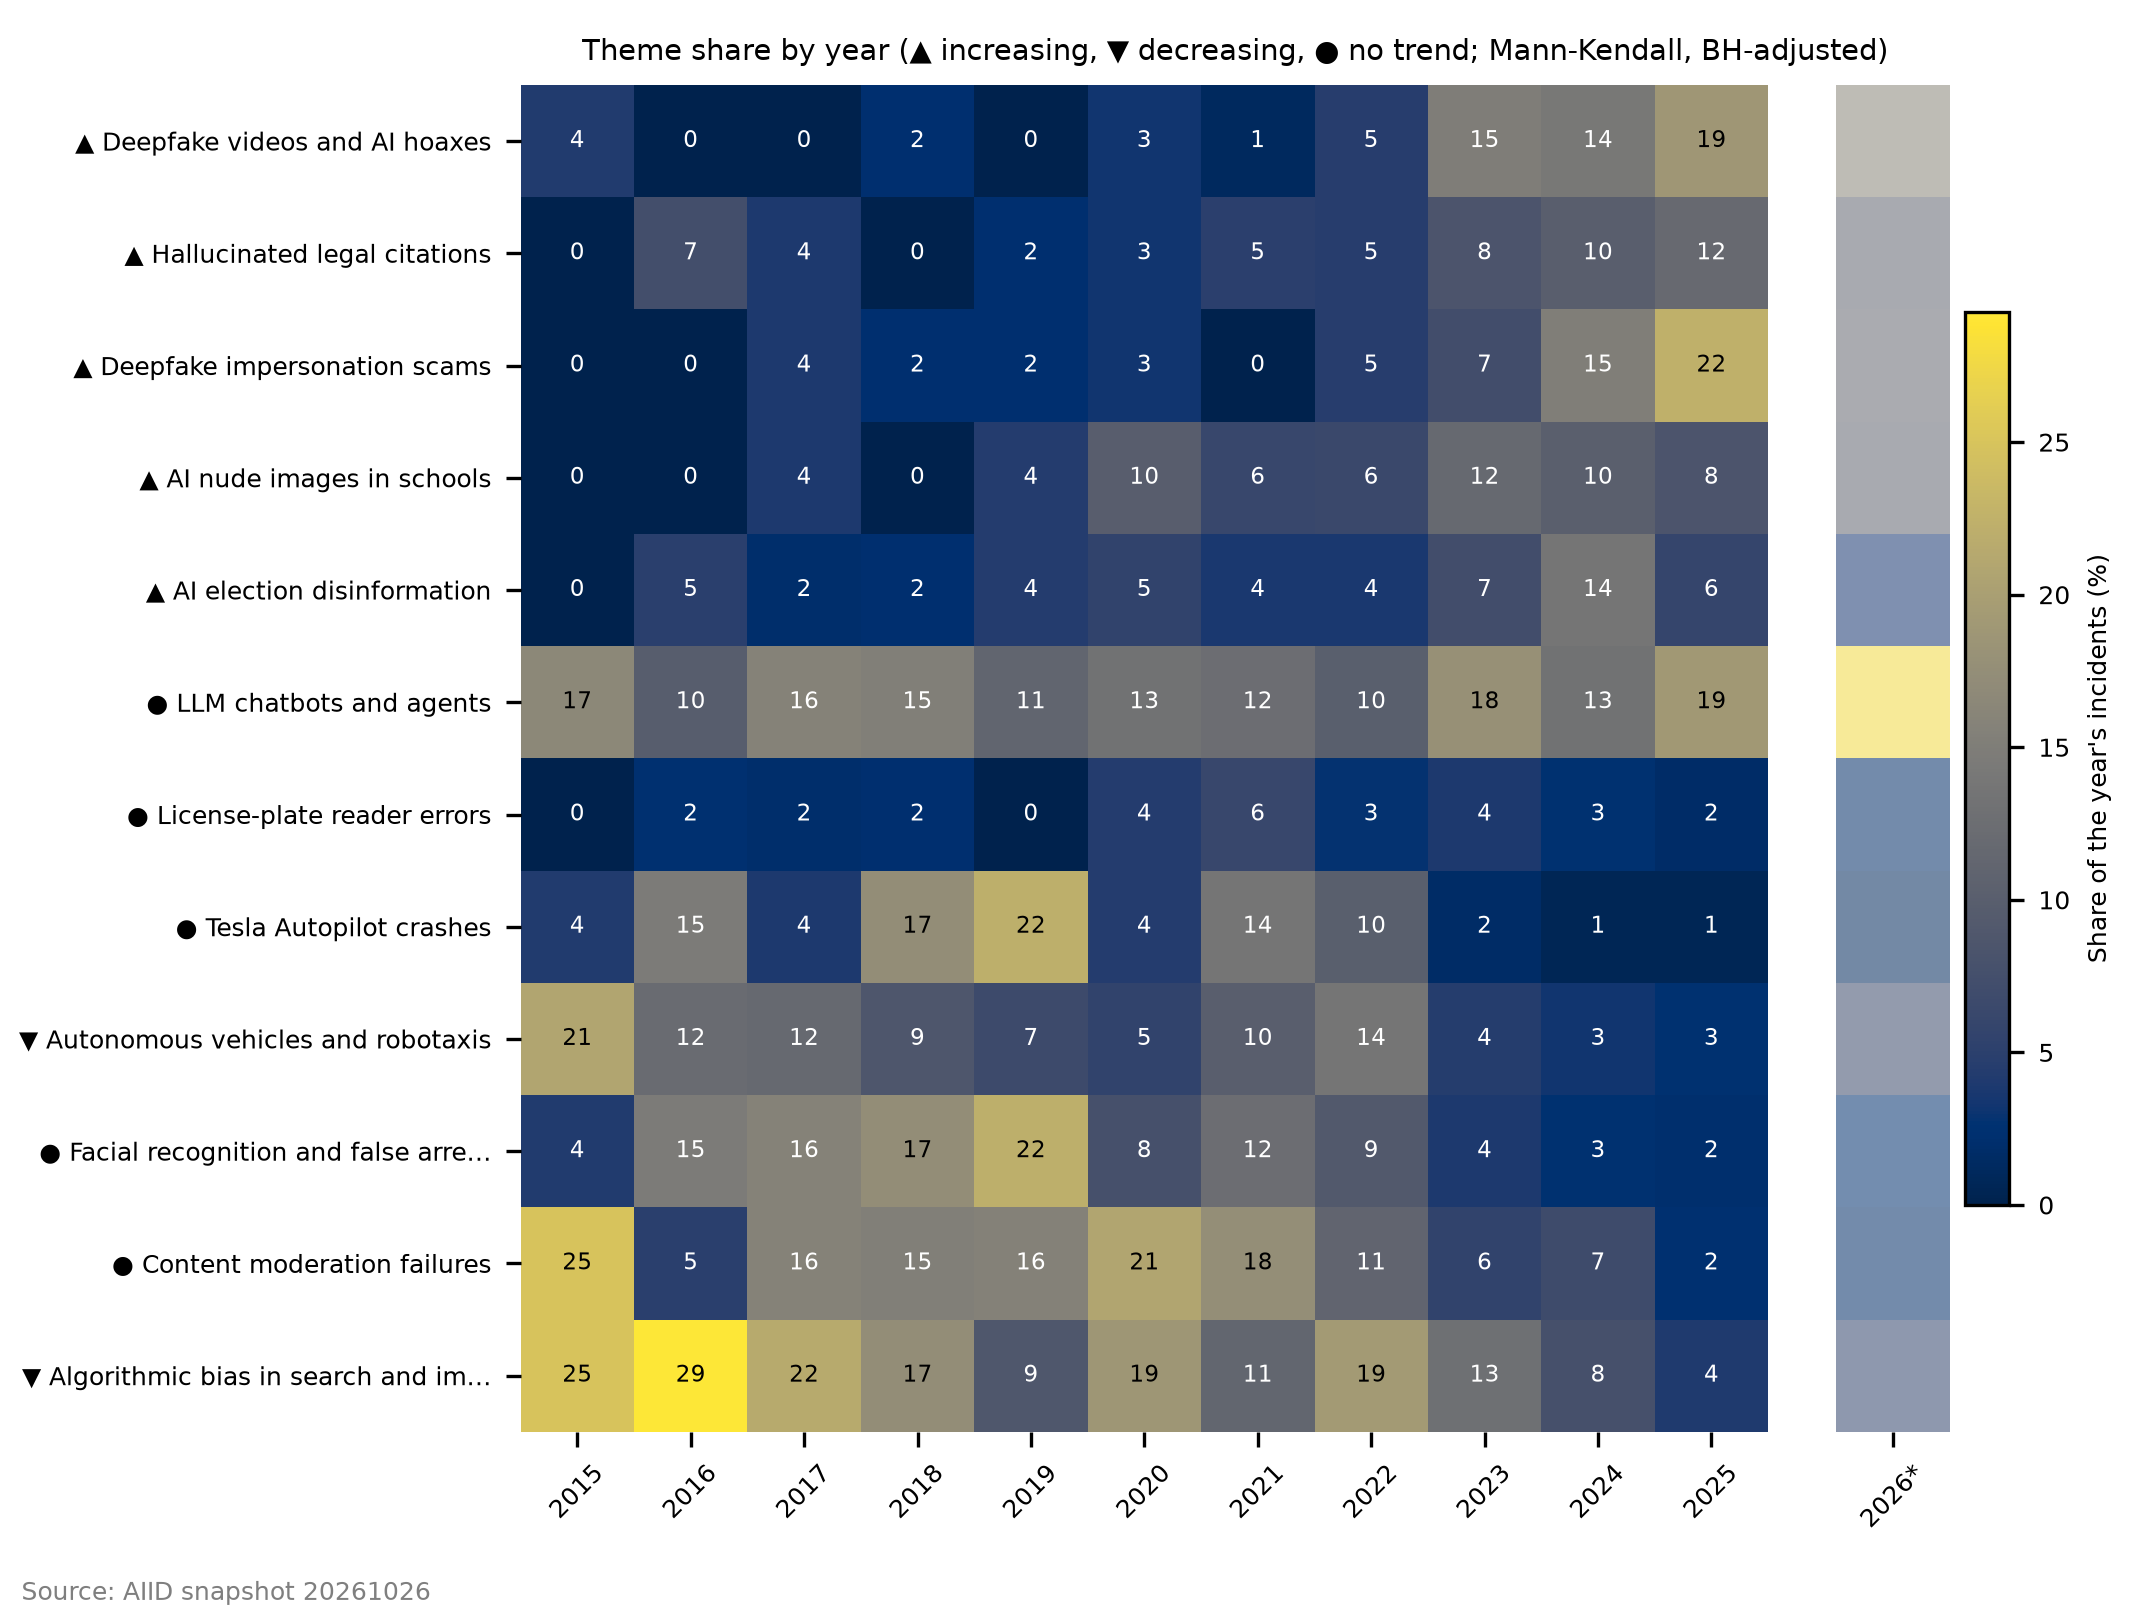 Theme share by year (▲ increasing, ▼ decreasing, ● no trend; Mann-Kendall, BH-adjusted)
▲ Deepfake videos and AI hoaxes 4 0 0 2 0 3 1 5 15 14 19
▲ Hallucinated legal citations 0 7 4 0 2 3 5 5 8 10 12
▲ Deepfake impersonation scams 0 0 4 2 2 3 0 5 7 15 22
▲ AI nude images in schools 0 0 4 0 4 10 6 6 12 10 8
▲ AI election disinformation 0 5 2 2 4 5 4 4 7 14 6
● LLM chatbots and agents 17 10 16 15 11 13 12 10 18 13 19
● License-plate reader errors 0 2 2 2 0 4 6 3 4 3 2
● Tesla Autopilot crashes 4 15 4 17 22 4 14 10 2 1 1
▼ Autonomous vehicles and robotaxis 21 12 12 9 7 5 10 14 4 3 3
● Facial recognition and false arre... 4 15 16 17 22 8 12 9 4 3 2
● Content moderation failures 25 5 16 15 16 21 18 11 6 7 2
▼ Algorithmic bias in search and im... 25 29 22 17 9 19 11 19 13 8 4
2015 2016 2017 2018 2019 2020 2021 2022 2023 2024 2025 2026*
25
20
15
10
5
0
Share of the year's incidents (%)
Source: AIID snapshot 20261026